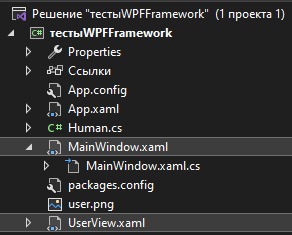 Решение "тестыWPFFramework" (1 проекта 1)
тестыWPFFramework
Properties
Ссылки
App.config
App.xaml
C# Human.cs
MainWindow.xaml
MainWindow.xaml.cs
packages.config
user.png
UserView.xaml